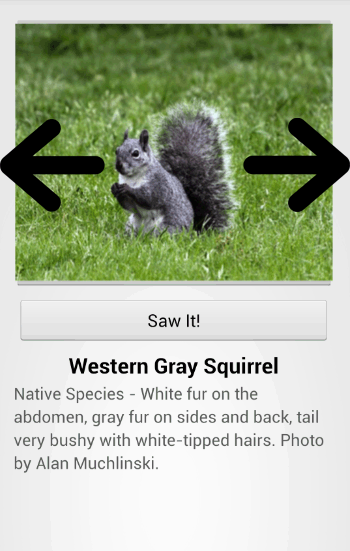 Saw It!
Western Gray Squirrel
Native Species - White fur on the
abdomen, gray fur on sides and back, tail
very bushy with white-tipped hairs. Photo
by Alan Muchlinski.